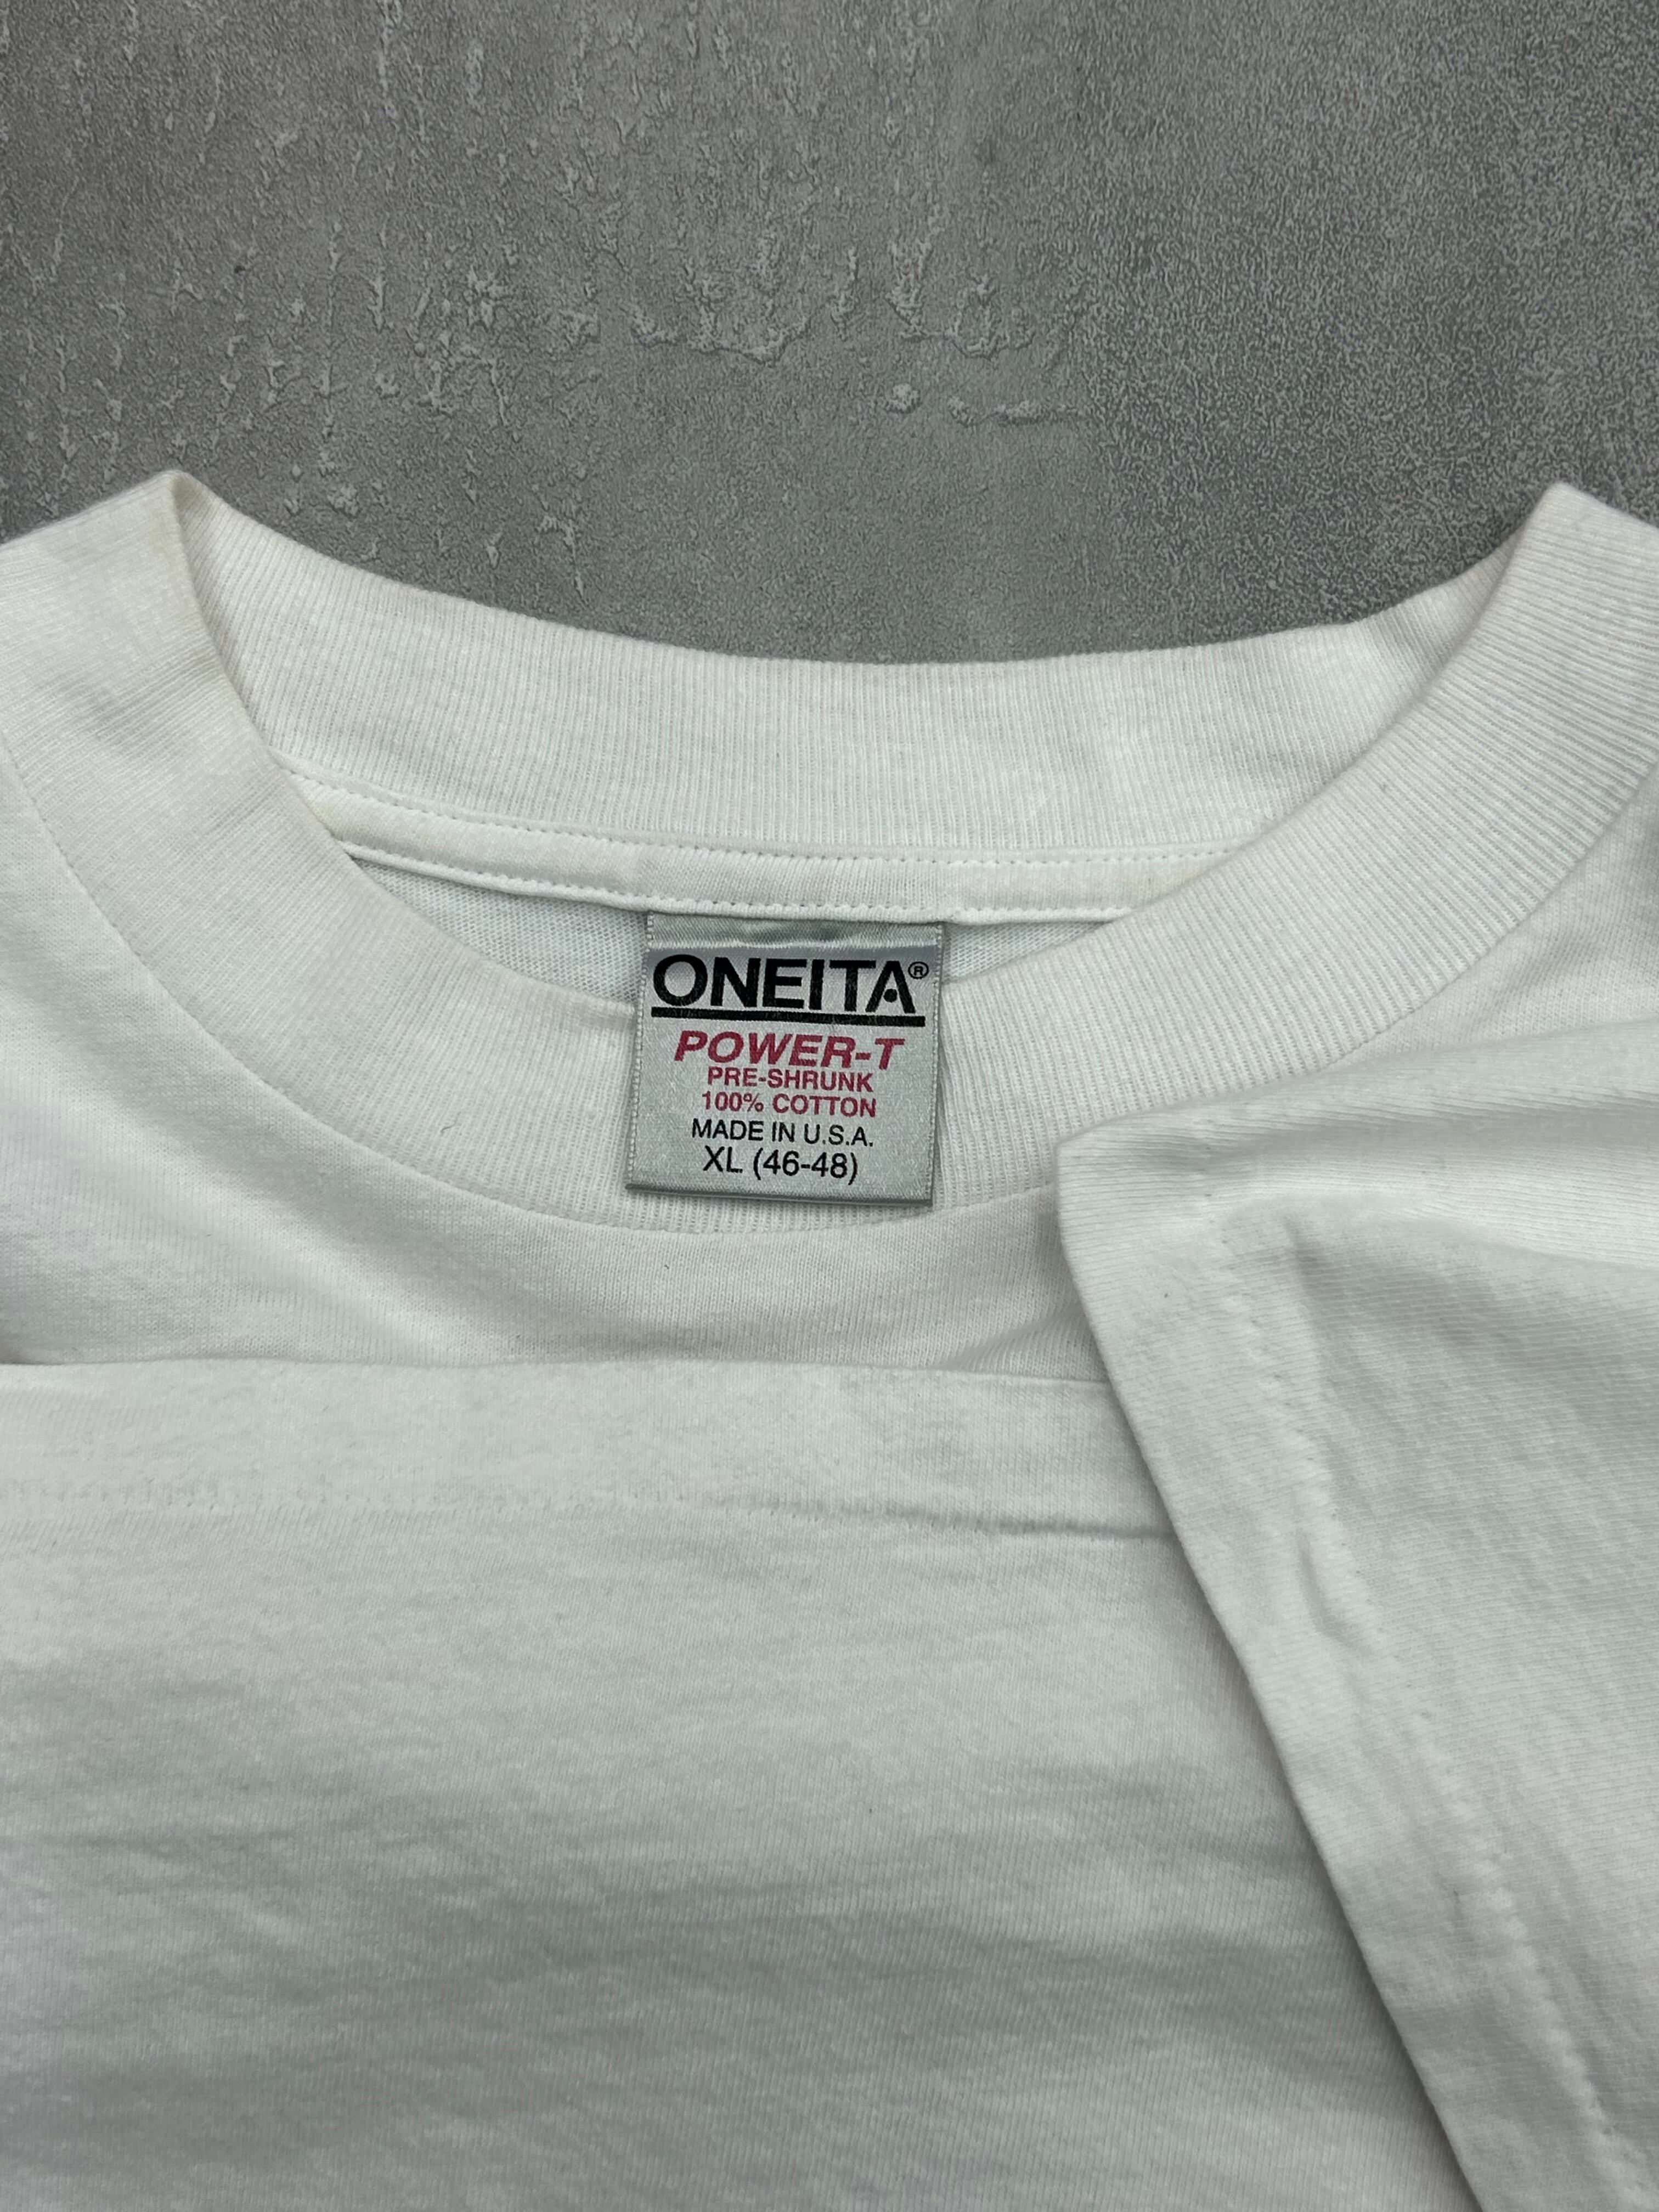 ONEITA®
POWER-T
PRE-SHRUNK
100% COTTON
MADE IN U.S.A.
XL (46-48)